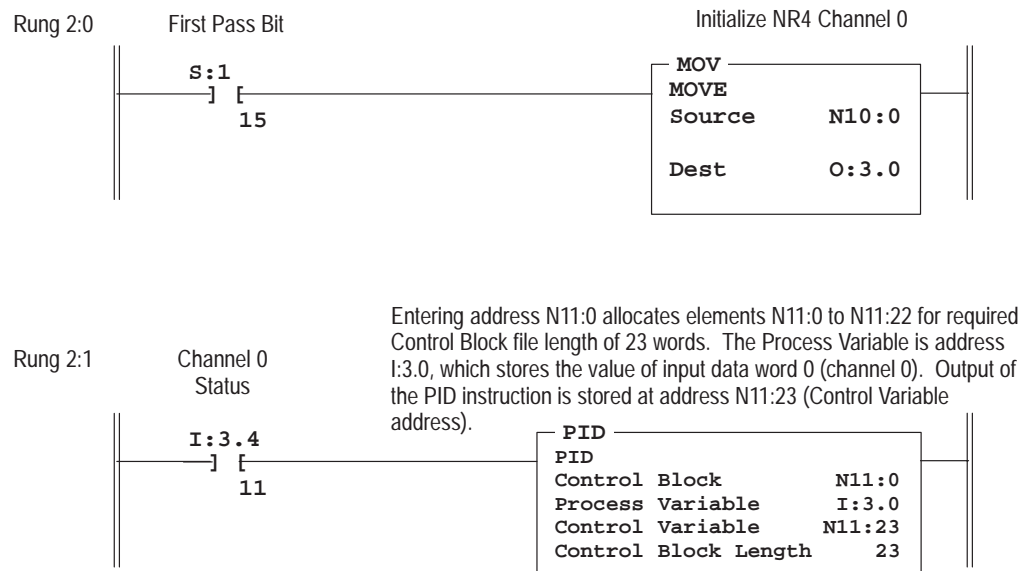 Rung 2:0
First Pass Bit
Initialize NR4 Channel 0
S:1
] [
15
MOV
MOVE
Source N10:0
Dest O:3.0
Rung 2:1
Channel 0
Status
Entering address N11:0 allocates elements N11:0 to N11:22 for required
Control Block file length of 23 words. The Process Variable is address
I:3.0, which stores the value of input data word 0 (channel 0). Output of
the PID instruction is stored at address N11:23 (Control Variable
address).
I:3.4
] [
11
PID
PID
Control Block N11:0
Process Variable I:3.0
Control Variable N11:23
Control Block Length 23